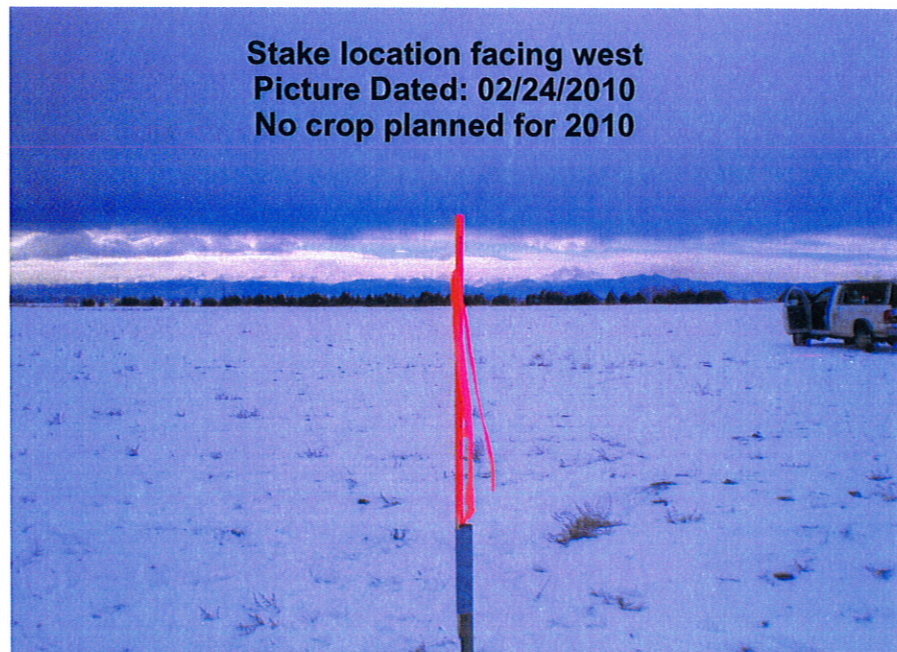 Stake location facing west
Picture Dated: 02/24/2010
No crop planned for 2010